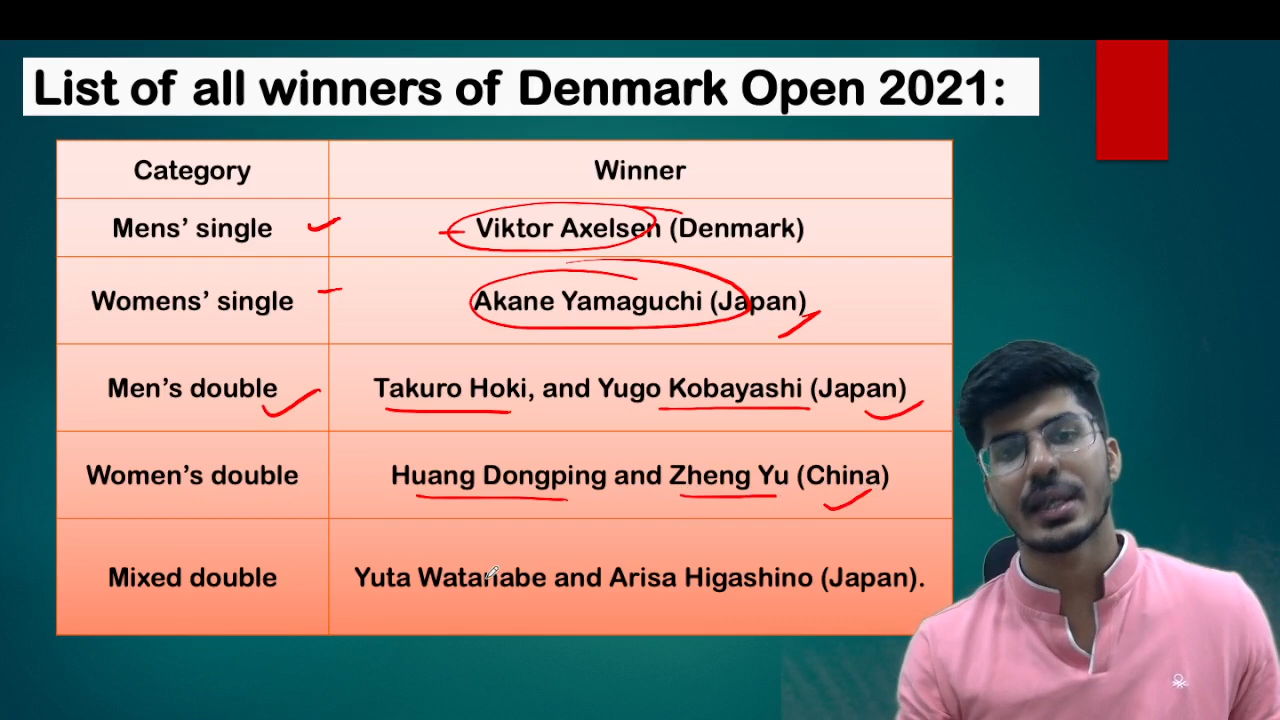 List of all winners of Denmark Open 2021:
Category
Winner
Mens’ single
Viktor Axelsen (Denmark)
Womens’ single
Akane Yamaguchi (Japan)
Men’s double
Takuro Hoki, and Yugo Kobayashi (Japan)
Women’s double
Huang Dongping and Zheng Yu (China)
Mixed double
Yuta Watanabe and Arisa Higashino (Japan).